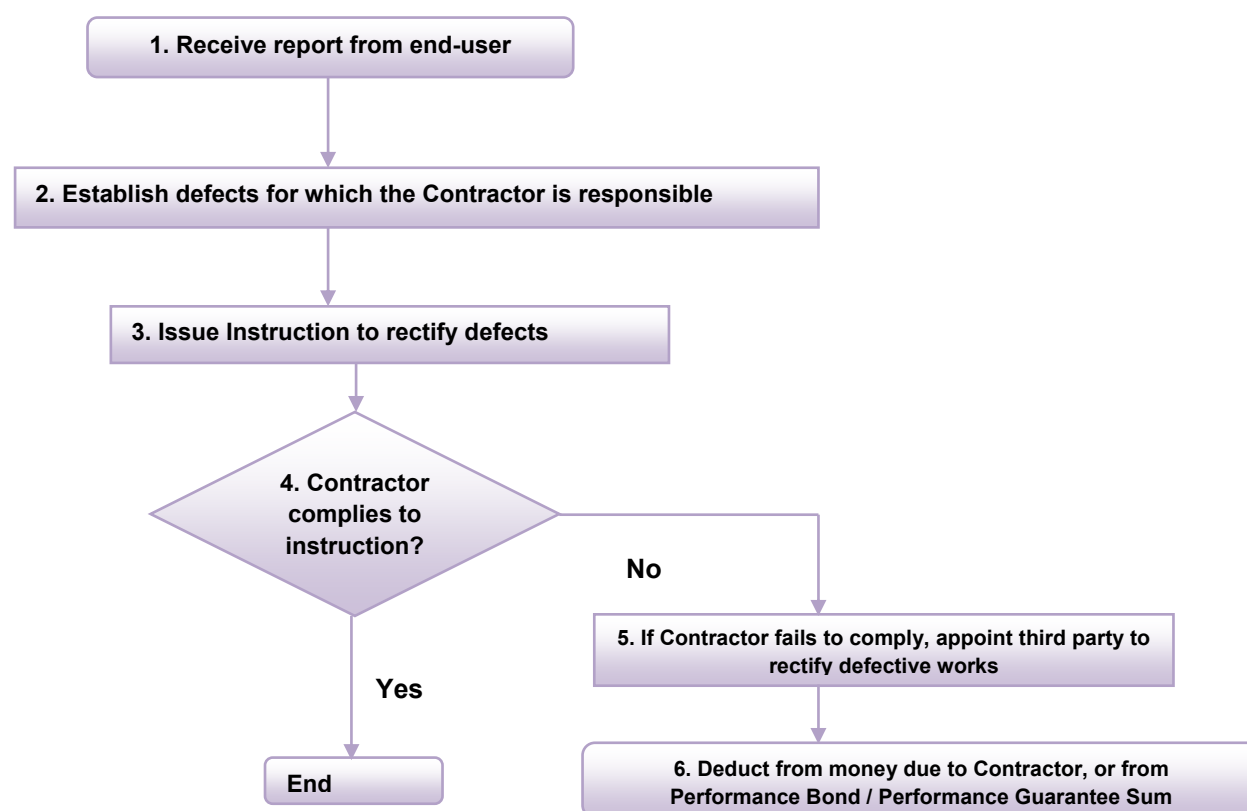 1. Receive report from end-user
2. Establish defects for which the Contractor is responsible
3. Issue Instruction to rectify defects
4. Contractor
complies to
instruction?
No
5. If Contractor fails to comply, appoint third party to
rectify defective works
Yes
End
6. Deduct from money due to Contractor, or from
Performance Bond / Performance Guarantee Sum